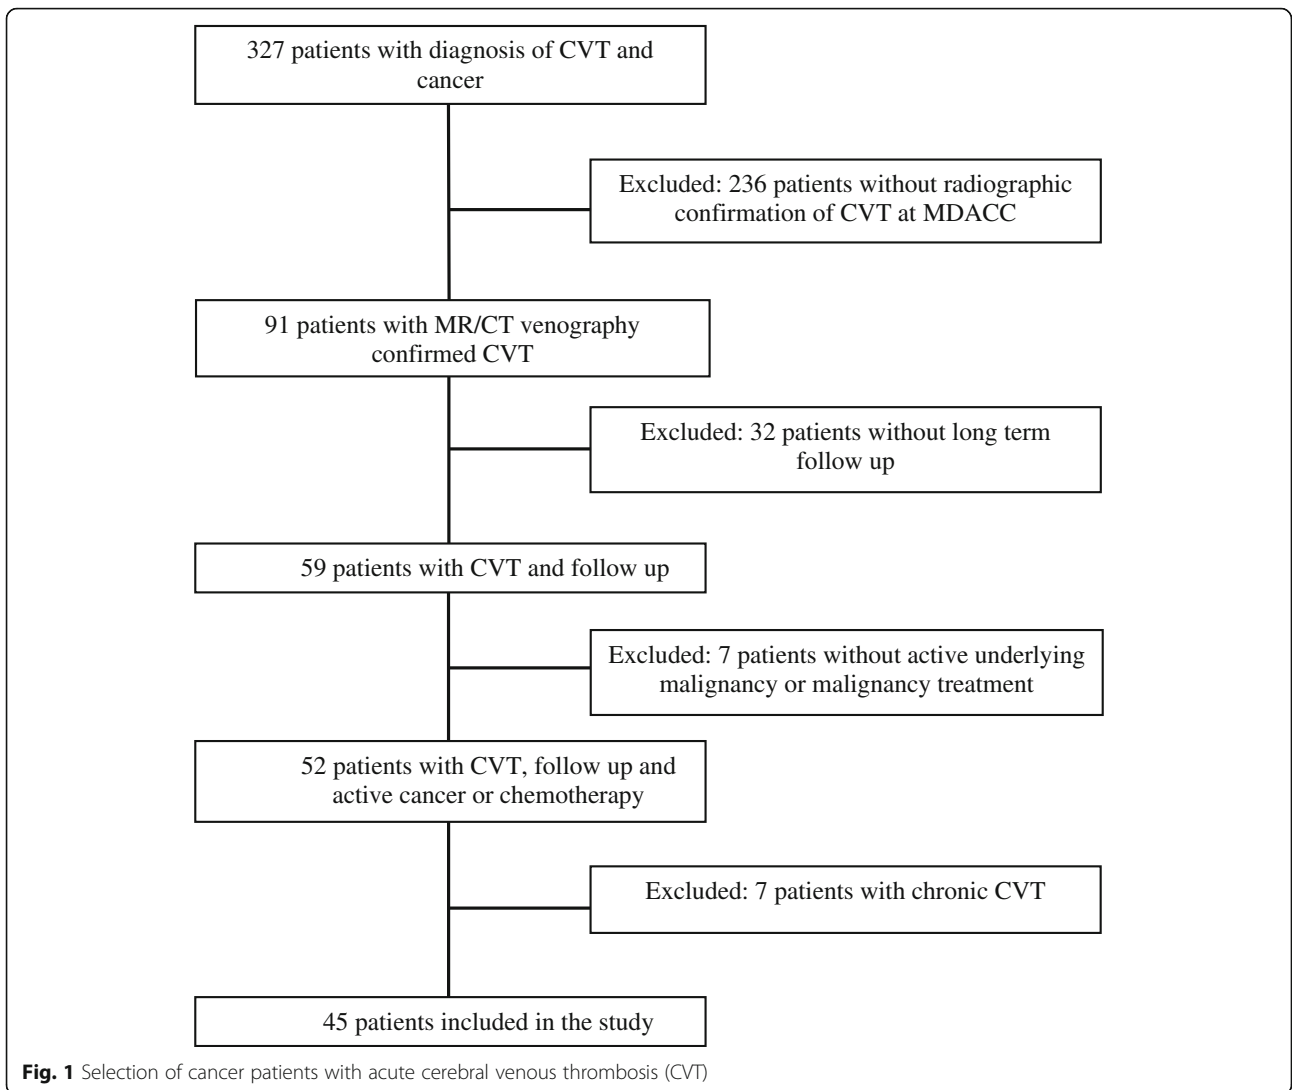 327 patients with diagnosis of CVT and
cancer
Excluded: 236 patients without radiographic
confirmation of CVT at MDACC
91 patients with MR/CT venography
confirmed CVT
Excluded: 32 patients without long term
follow up
59 patients with CVT and follow up
Excluded: 7 patients without active underlying
malignancy or malignancy treatment
52 patients with CVT, follow up and
active cancer or chemotherapy
Excluded: 7 patients with chronic CVT
45 patients included in the study
Fig. 1 Selection of cancer patients with acute cerebral venous thrombosis (CVT)